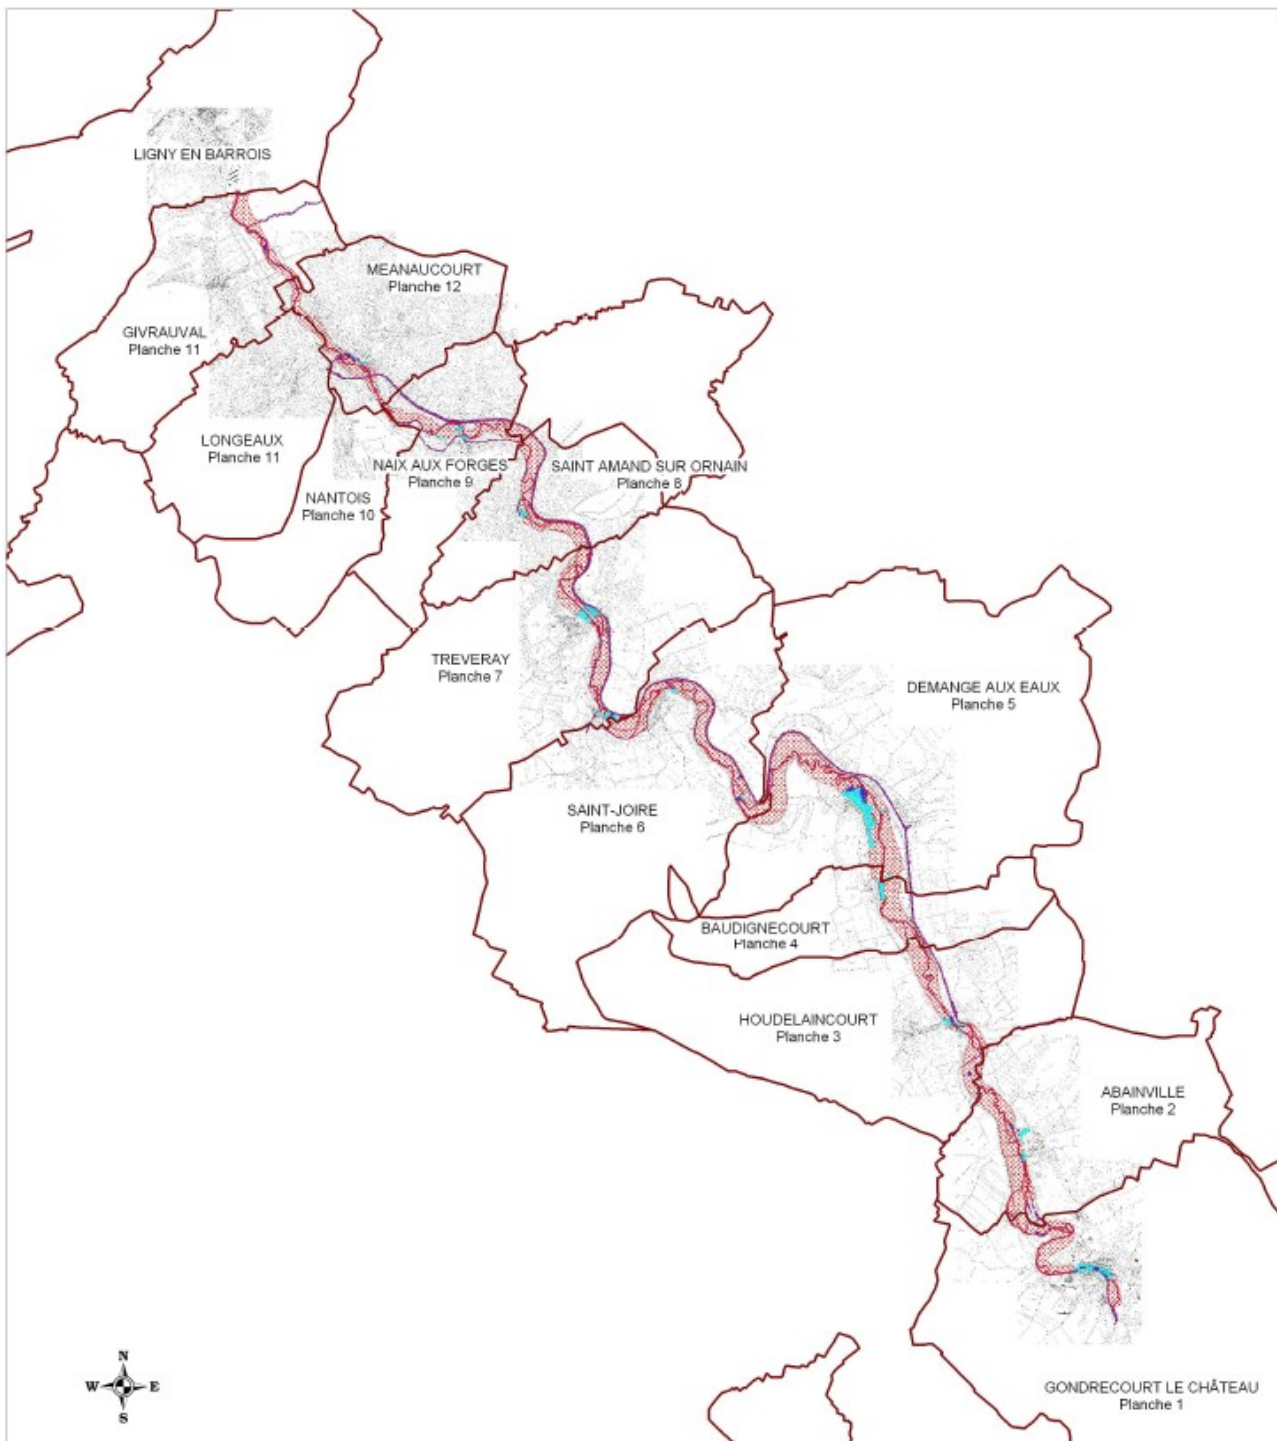 LIGNY EN BARROIS
MEANAUCOURT
Planche 12
GIVRAUVAL
Planche 11
LONGEAUX
Planche 11
NAIX AUX FORGES
Planche 9
SAINT AMAND SUR ORNAIN
Planche 8
NANTOIS
Planche 10
TREVERAY
Planche 7
DEMANGE AUX EAUX
Planche 5
SAINT-JOIRE
Planche 6
BAUDIGNECOURT
Planche 4
HOUDELAINCOURT
Planche 3
ABAINVILLE
Planche 2
N
W E
S
GONDRECOURT LE CHÂTEAU
Planche 1